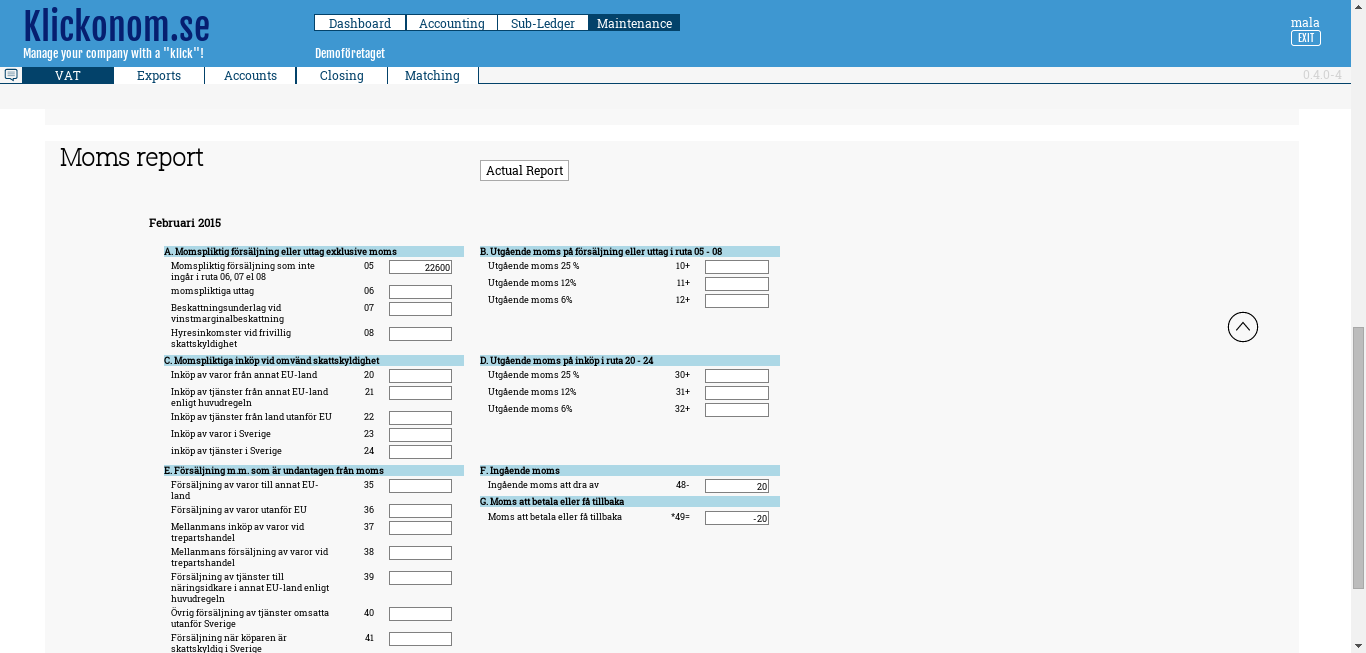 Klickonom.se
Manage your company with a "klick"!
Dashboard Accounting Sub-Ledger Maintenance
Demoföretaget
mala
EXIT
VAT Exports Accounts Closing Matching
0.4.0-4
Moms report
Actual Report
Februari 2015
A. Momspliktig försäljning eller uttag exklusive moms
Momspliktig försäljning som inte 05 22600
ingår i ruta 06, 07 el 08
momspliktiga uttag 06
Beskattningsunderlag vid 07
vinstmarginalbeskattning
Hyresinkomster vid frivillig 08
skattskyldighet
B. Utgående moms på försäljning eller uttag i ruta 05 - 08
Utgående moms 25 % 10+
Utgående moms 12% 11+
Utgående moms 6% 12+
C. Momspliktiga inköp vid omvänd skattskyldighet
Inköp av varor från annat EU-land 20
Inköp av tjänster från annat EU-land 21
enligt huvudregeln
Inköp av tjänster från land utanför EU 22
Inköp av varor i Sverige 23
inköp av tjänster i Sverige 24
D. Utgående moms på inköp i ruta 20 - 24
Utgående moms 25 % 30+
Utgående moms 12% 31+
Utgående moms 6% 32+
E. Försäljning m.m. som är undantagen från moms
Försäljning av varor till annat EU- 35
land
Försäljning av varor utanför EU 36
Mellanmans inköp av varor vid 37
trepartshandel
Mellanmans försäljning av varor vid 38
trepartshandel
Försäljning av tjänster till 39
näringsidkare i annat EU-land enligt
huvudregeln
Övrig försäljning av tjänster omsatta 40
utanför Sverige
Försäljning när köparen är 41
skattskyldig i Sverige
F. Ingående moms
Ingående moms att dra av 48- 20
G. Moms att betala eller få tillbaka
Moms att betala eller få tillbaka *49= -20